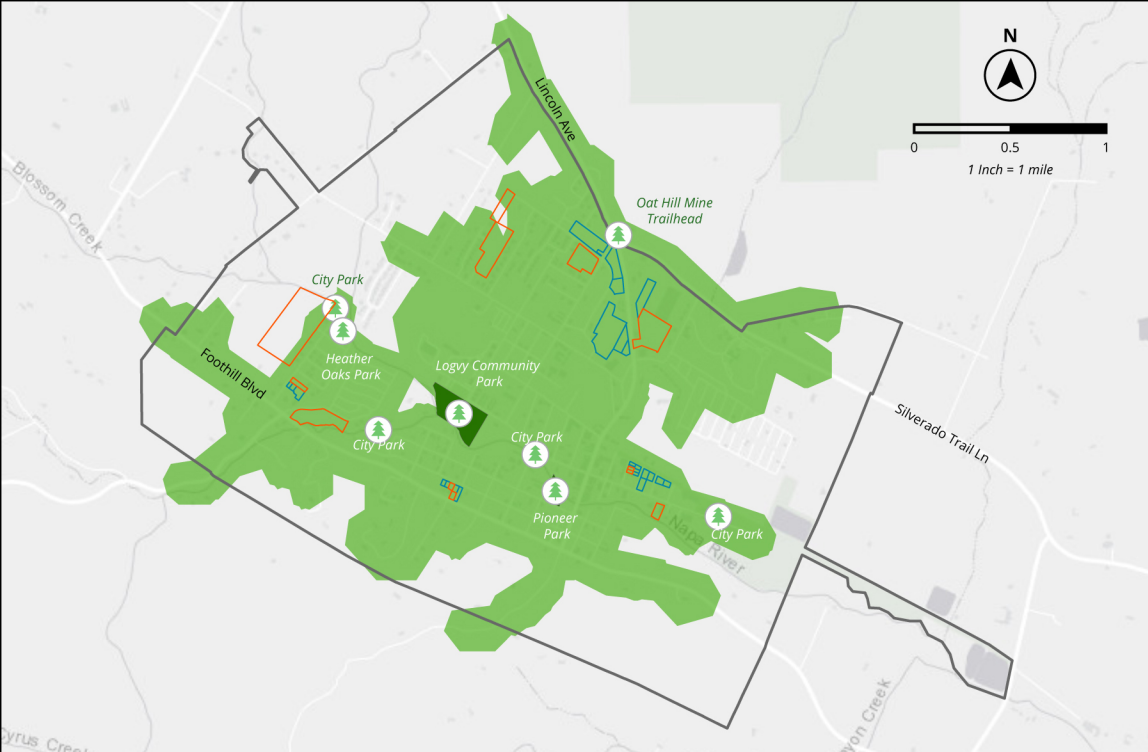 N
0 0.5 1
1 Inch = 1 mile
Lincoln Ave
Blossom Creek
Oat Hill Mine
Trailhead
City Park
Heather
Oaks Park
Foothill Blvd
Logvy Community
Park
City Park
City Park
Silverado Trail Ln
Pioneer
Park
City Park
Napa River
yon Creek
Cyrus Creek